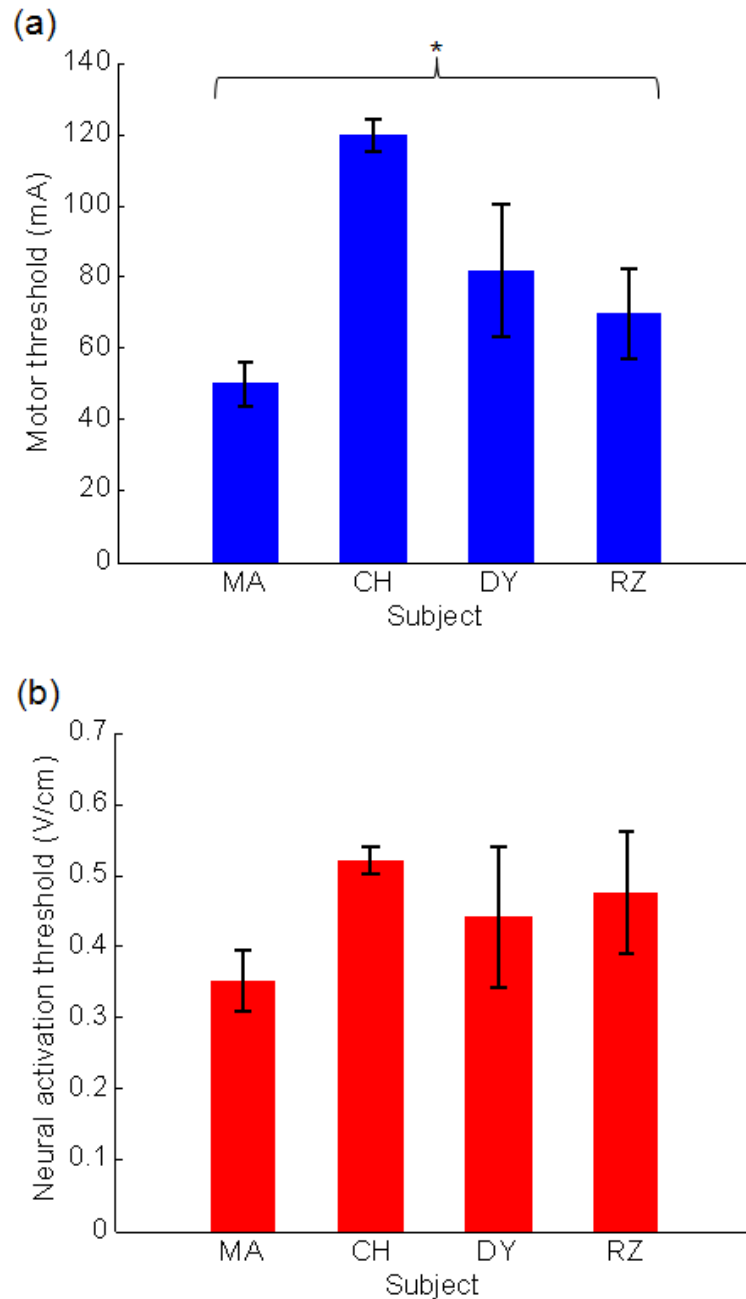 (a)
*
Motor threshold (mA)
140
120
100
80
60
40
20
0
MA CH DY RZ
Subject
(b)
Neural activation threshold (V/cm)
0.7
0.6
0.5
0.4
0.3
0.2
0.1
0
MA CH DY RZ
Subject